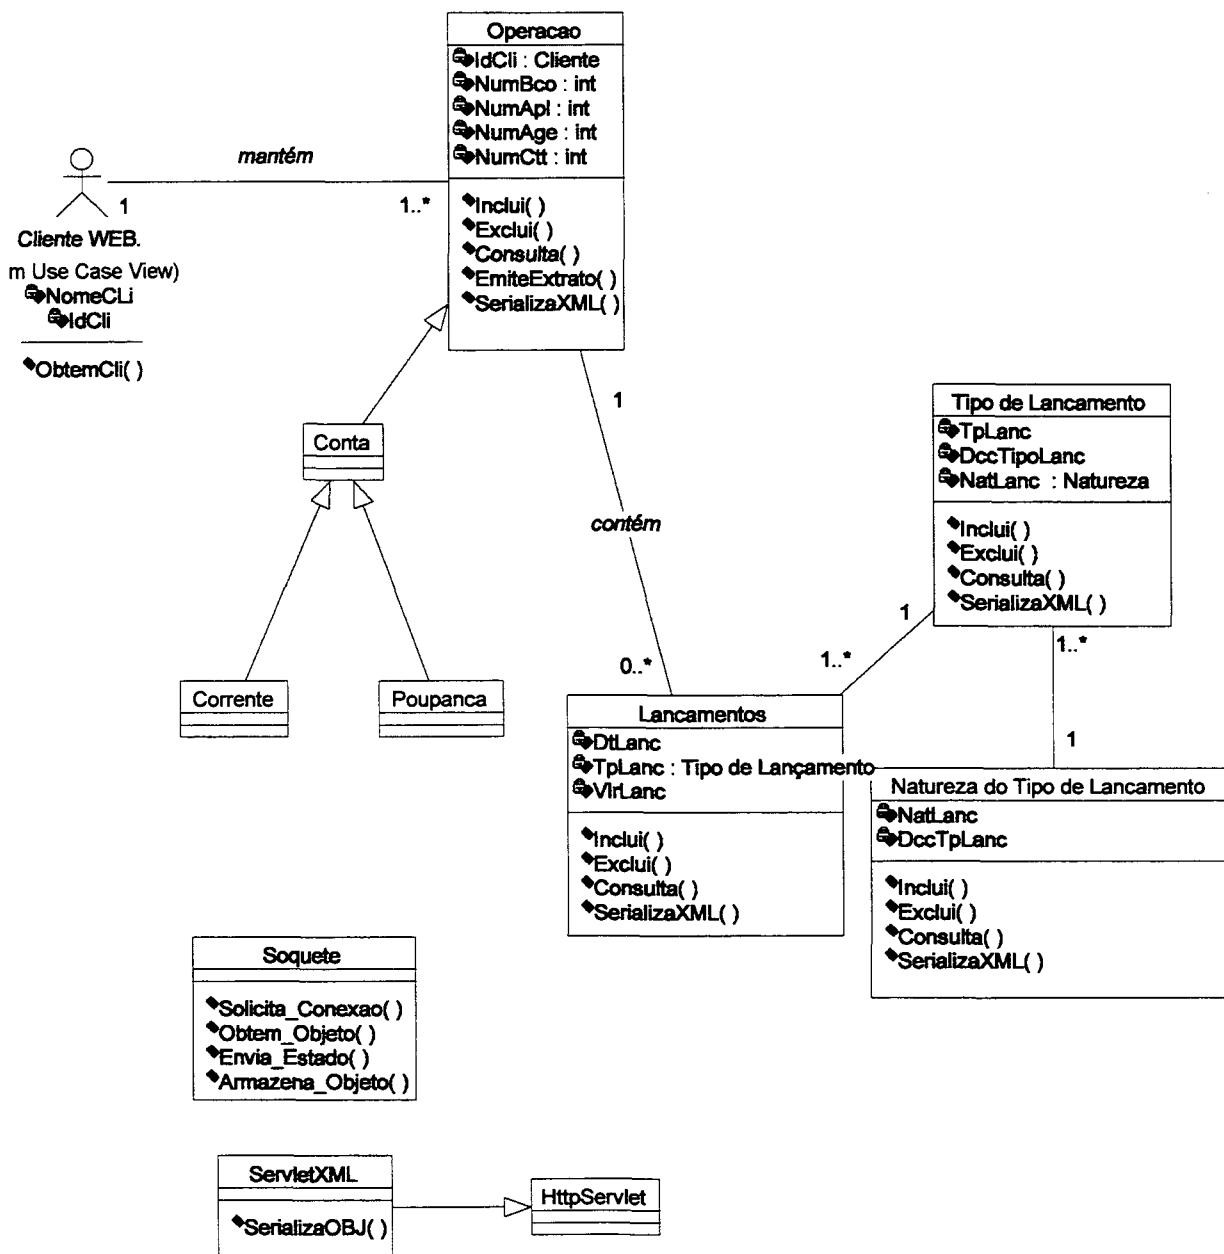 Operacao
IdCli : Cliente
NumBco : int
NumApl : int
NumAge : int
NumCtt : int
Inclui( )
Exclui( )
Consulta( )
EmiteExtrato( )
SerializaXML( )
mantém
1
1..*
Cliente WEB.
m Use Case View)
NomeCLi
IdCli
ObtemCli( )
Conta
Corrente
Poupanca
1
contém
0..*
Tipo de Lancamento
TpLanc
DccTipoLanc
NatLanc : Natureza
Inclui( )
Exclui( )
Consulta( )
SerializaXML( )
1
1..*
1..*
1
Lancamentos
DtLanc
TpLanc : Tipo de Lançamento
VlrLanc
Inclui( )
Exclui( )
Consulta( )
SerializaXML( )
Natureza do Tipo de Lancamento
NatLanc
DccTpLanc
Inclui( )
Exclui( )
Consulta( )
SerializaXML( )
Soquete
Solicita_Conexao( )
Obtem_Objeto( )
Envia_Estado( )
Armazena_Objeto( )
ServletXML
SerializaOBJ( )
HttpServlet